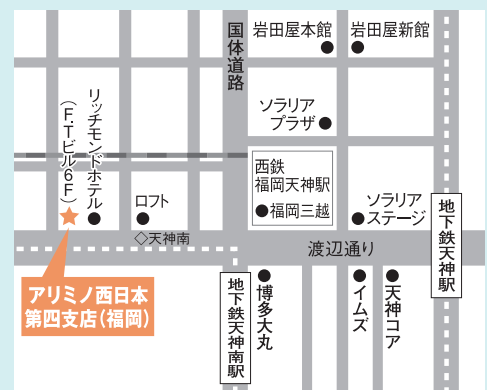 岩田屋本館
岩田屋新館
国体道路
ソラリア
プラザ
リッチモンドホテル
(F.Tビル6F)
西鉄
福岡天神駅
福岡三越
ロフト
ソラリア
ステージ
地下鉄天神駅
◇天神南
渡辺通り
アリミノ西日本
第四支店(福岡)
地下鉄天神南駅
博多大丸
イムズ
天神コア